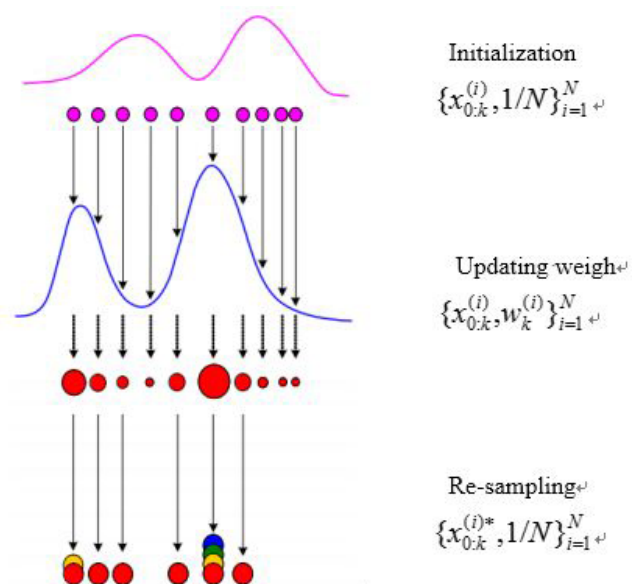 Initialization
{x_{0:k}^{(i)}, 1/N}_{i=1}^{N} ↵
Updating weigh↵
{x_{0:k}^{(i)}, w_k^{(i)}}_{i=1}^{N} ↵
Re-sampling↵
{x_{0:k}^{(i)*}, 1/N}_{i=1}^{N} ↵